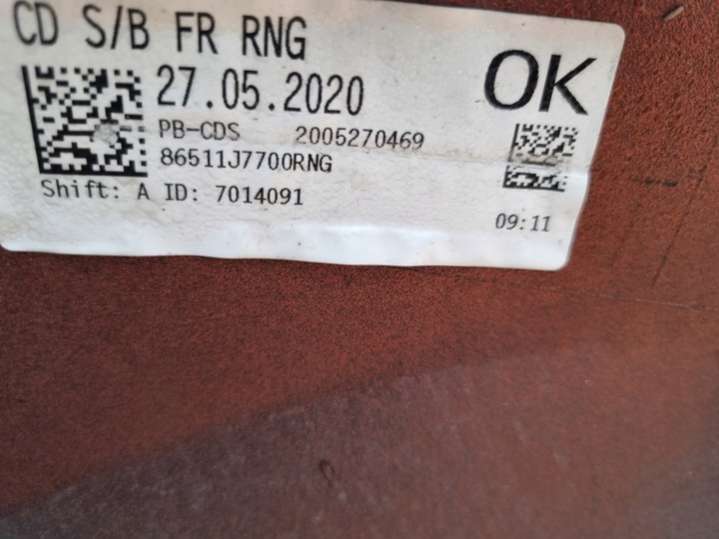 CD S/B FR RNG
27.05.2020
OK
PB-CDS 2005270469
86511J7700RNG
Shift: A ID: 7014091
09:11